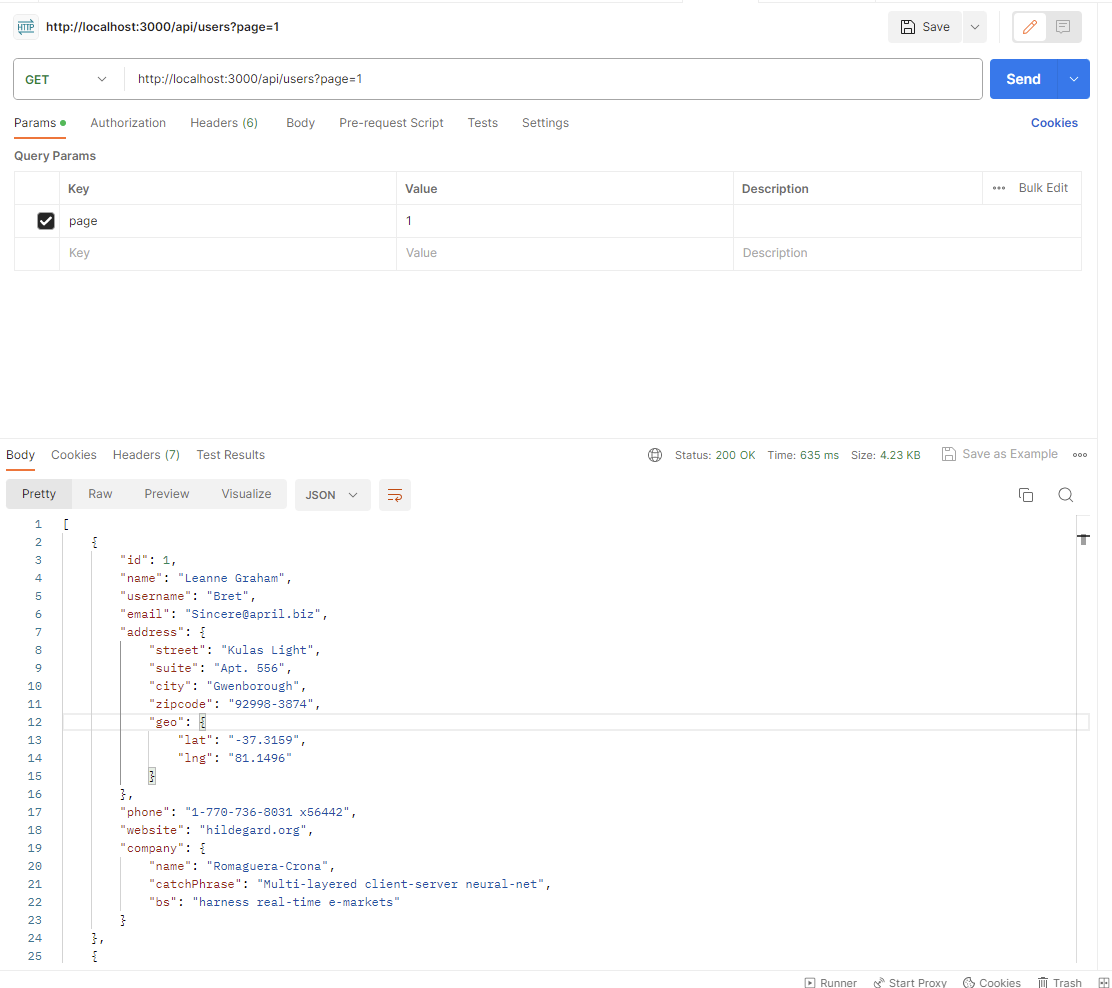 HTTP http://localhost:3000/api/users?page=1 Save
GET http://localhost:3000/api/users?page=1 Send
Params Authorization Headers (6) Body Pre-request Script Tests Settings Cookies
Query Params
Key Value Description ••• Bulk Edit
page 1
Key Value Description
Body Cookies Headers (7) Test Results Status: 200 OK Time: 635 ms Size: 4.23 KB Save as Example
Pretty Raw Preview Visualize JSON
1 [
2 {
3 "id": 1,
4 "name": "Leanne Graham",
5 "username": "Bret",
6 "email": "Sincere@april.biz",
7 "address": {
8 "street": "Kulas Light",
9 "suite": "Apt. 556",
10 "city": "Gwenborough",
11 "zipcode": "92998-3874",
12 "geo": {
13 "lat": "-37.3159",
14 "lng": "81.1496"
15 }
16 },
17 "phone": "1-770-736-8031 x56442",
18 "website": "hildegard.org",
19 "company": {
20 "name": "Romaguera-Crona",
21 "catchPhrase": "Multi-layered client-server neural-net",
22 "bs": "harness real-time e-markets"
23 }
24 },
25 {
Runner Start Proxy Cookies Trash